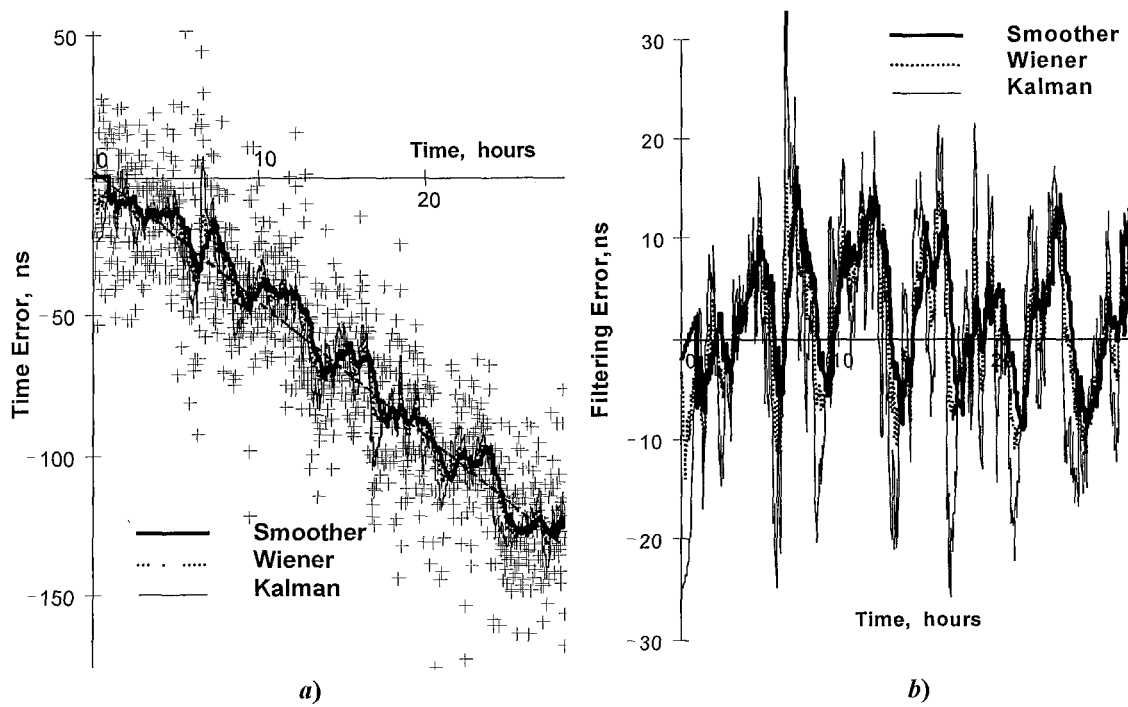 50
0
10
Time, hours
20
Time Error, ns
-50
-100
-150
Smoother
Wiener
Kalman
a)
30
20
10
0
10
-10
-20
-30
Filtering Error, ns
Smoother
Wiener
Kalman
Time, hours
b)